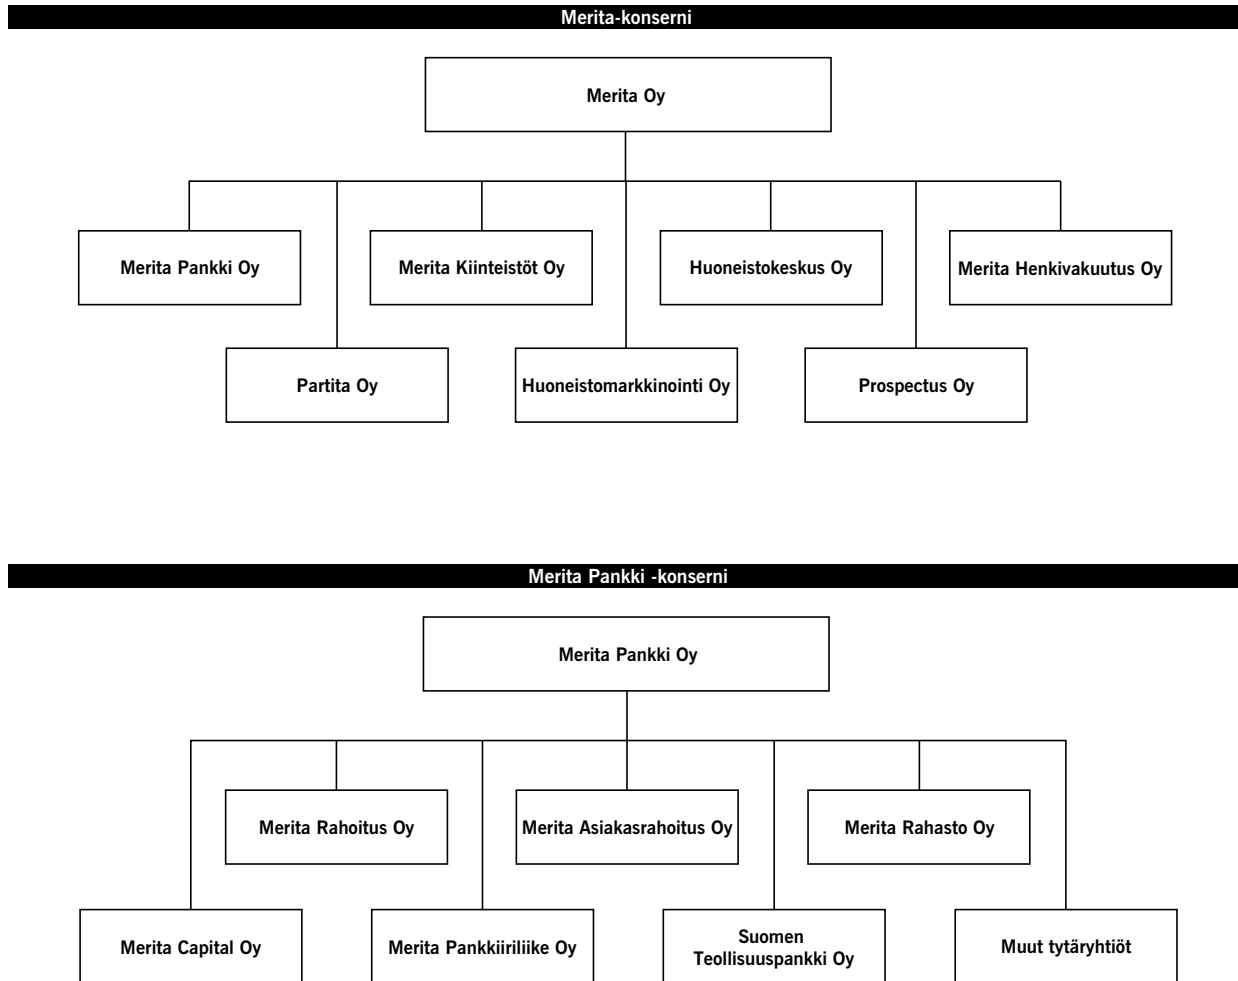 Merita-konserni
Merita Oy
Merita Pankki Oy
Merita Kiinteistöt Oy
Huoneistokeskus Oy
Merita Henkivakuutus Oy
Partita Oy
Huoneistomarkkinointi Oy
Prospectus Oy
Merita Pankki -konserni
Merita Pankki Oy
Merita Rahoitus Oy
Merita Asiakasrahoitus Oy
Merita Rahasto Oy
Merita Capital Oy
Merita Pankkiiriliike Oy
Suomen
Teollisuuspankki Oy
Muut tytäryhtiöt